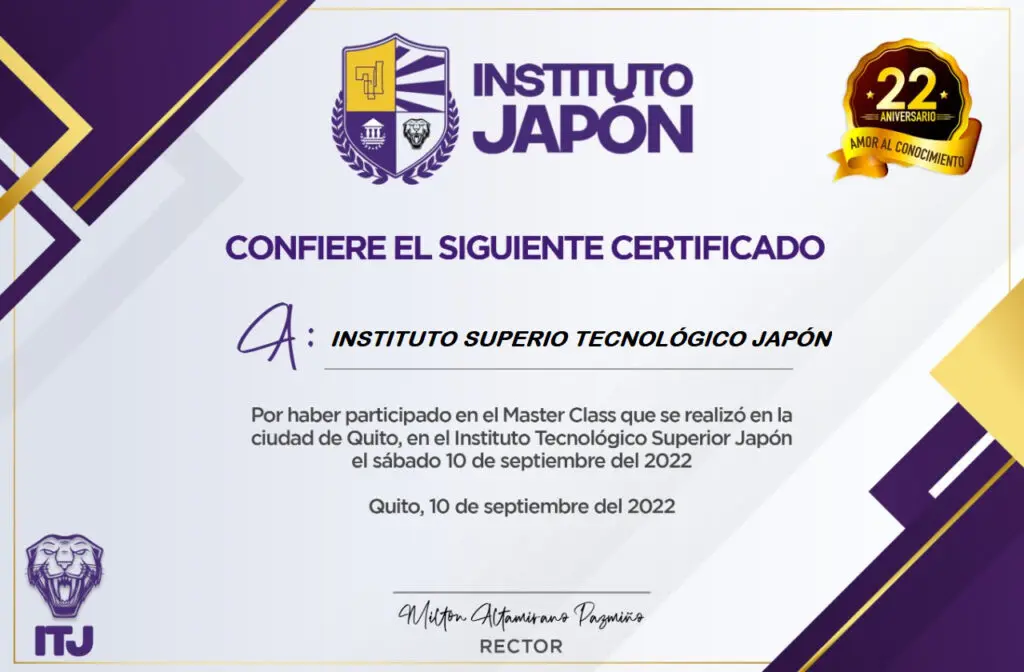 INSTITUTO
JAPÓN
22
ANIVERSARIO
AMOR AL CONOCIMIENTO
CONFIERE EL SIGUIENTE CERTIFICADO
A: INSTITUTO SUPERIO TECNOLÓGICO JAPÓN
Por haber participado en el Master Class que se realizó en la
ciudad de Quito, en el Instituto Tecnológico Superior Japón
el sábado 10 de septiembre del 2022
Quito, 10 de septiembre del 2022
Milton Altamirano Pazmiño
RECTOR
ITJ